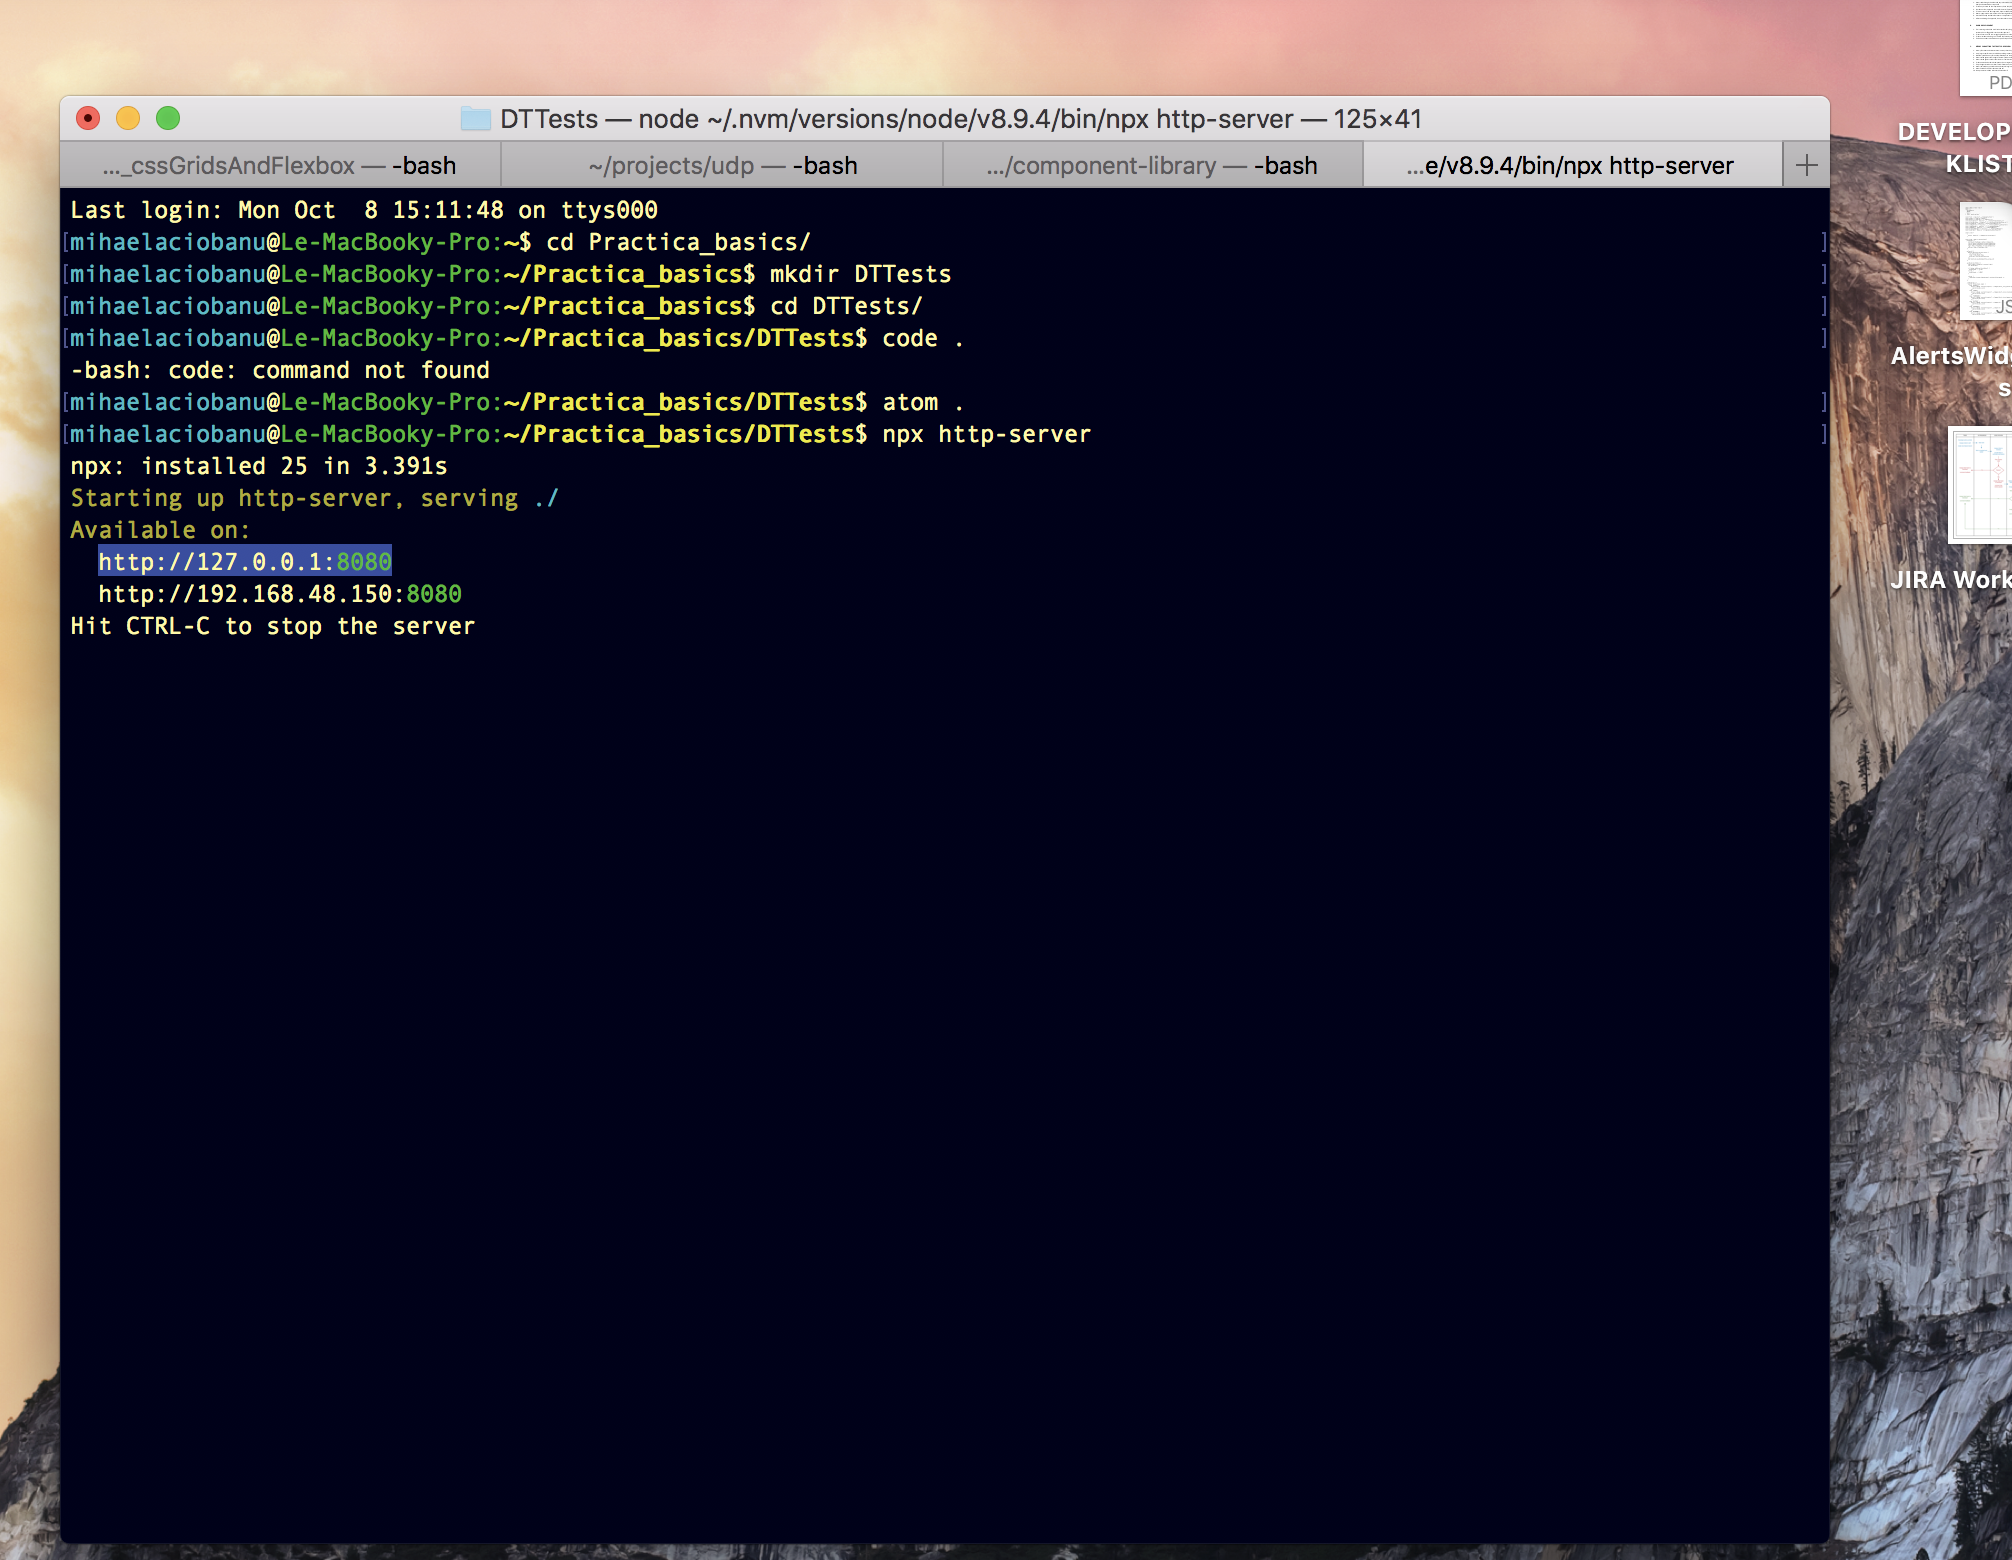 DTTests — node ~/.nvm/versions/node/v8.9.4/bin/npx http-server — 125×41
..._cssGridsAndFlexbox — -bash
~/projects/udp — -bash
.../component-library — -bash
...e/v8.9.4/bin/npx http-server
Last login: Mon Oct  8 15:11:48 on ttys000
[mihaelaciobanu@Le-MacBooky-Pro:~$ cd Practica_basics/ ]
[mihaelaciobanu@Le-MacBooky-Pro:~/Practica_basics$ mkdir DTTests ]
[mihaelaciobanu@Le-MacBooky-Pro:~/Practica_basics$ cd DTTests/ ]
[mihaelaciobanu@Le-MacBooky-Pro:~/Practica_basics/DTTests$ code . ]
-bash: code: command not found
[mihaelaciobanu@Le-MacBooky-Pro:~/Practica_basics/DTTests$ atom . ]
[mihaelaciobanu@Le-MacBooky-Pro:~/Practica_basics/DTTests$ npx http-server ]
npx: installed 25 in 3.391s
Starting up http-server, serving ./
Available on:
http://127.0.0.1:8080
http://192.168.48.150:8080
Hit CTRL-C to stop the server
PD
DEVELOP
KLIST
JS
AlertsWid
s
JIRA Work